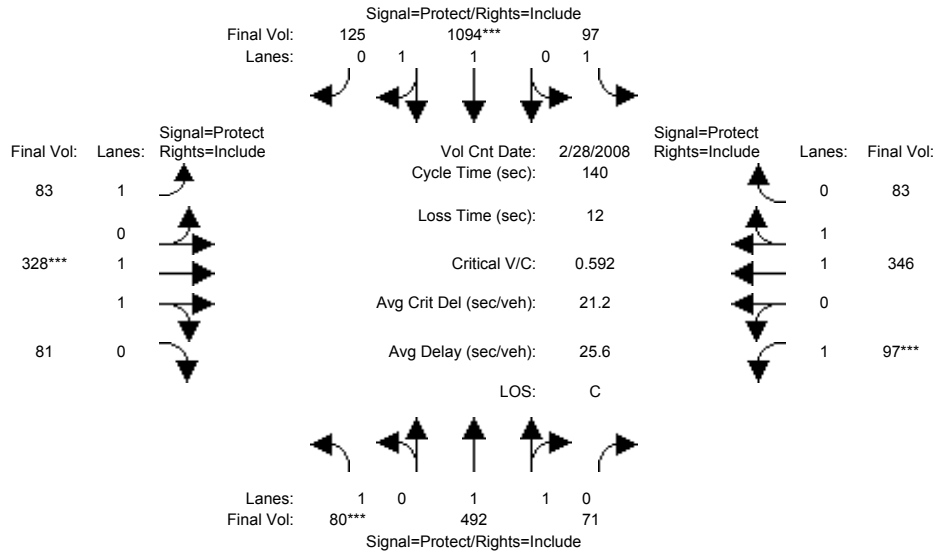 Signal=Protect/Rights=Include
Final Vol: 125 1094*** 97
Lanes: 0 1 1 0 1
Signal=Protect Signal=Protect
Final Vol: Lanes: Rights=Include Vol Cnt Date: 2/28/2008 Rights=Include Lanes: Final Vol:
Cycle Time (sec): 140
83 1 0 83
Loss Time (sec): 12
0 1
328*** 1 Critical V/C: 0.592 1 346
1 Avg Crit Del (sec/veh): 21.2 0
81 0 Avg Delay (sec/veh): 25.6 1 97***
LOS: C
Lanes: 1 0 1 1 0
Final Vol: 80*** 492 71
Signal=Protect/Rights=Include